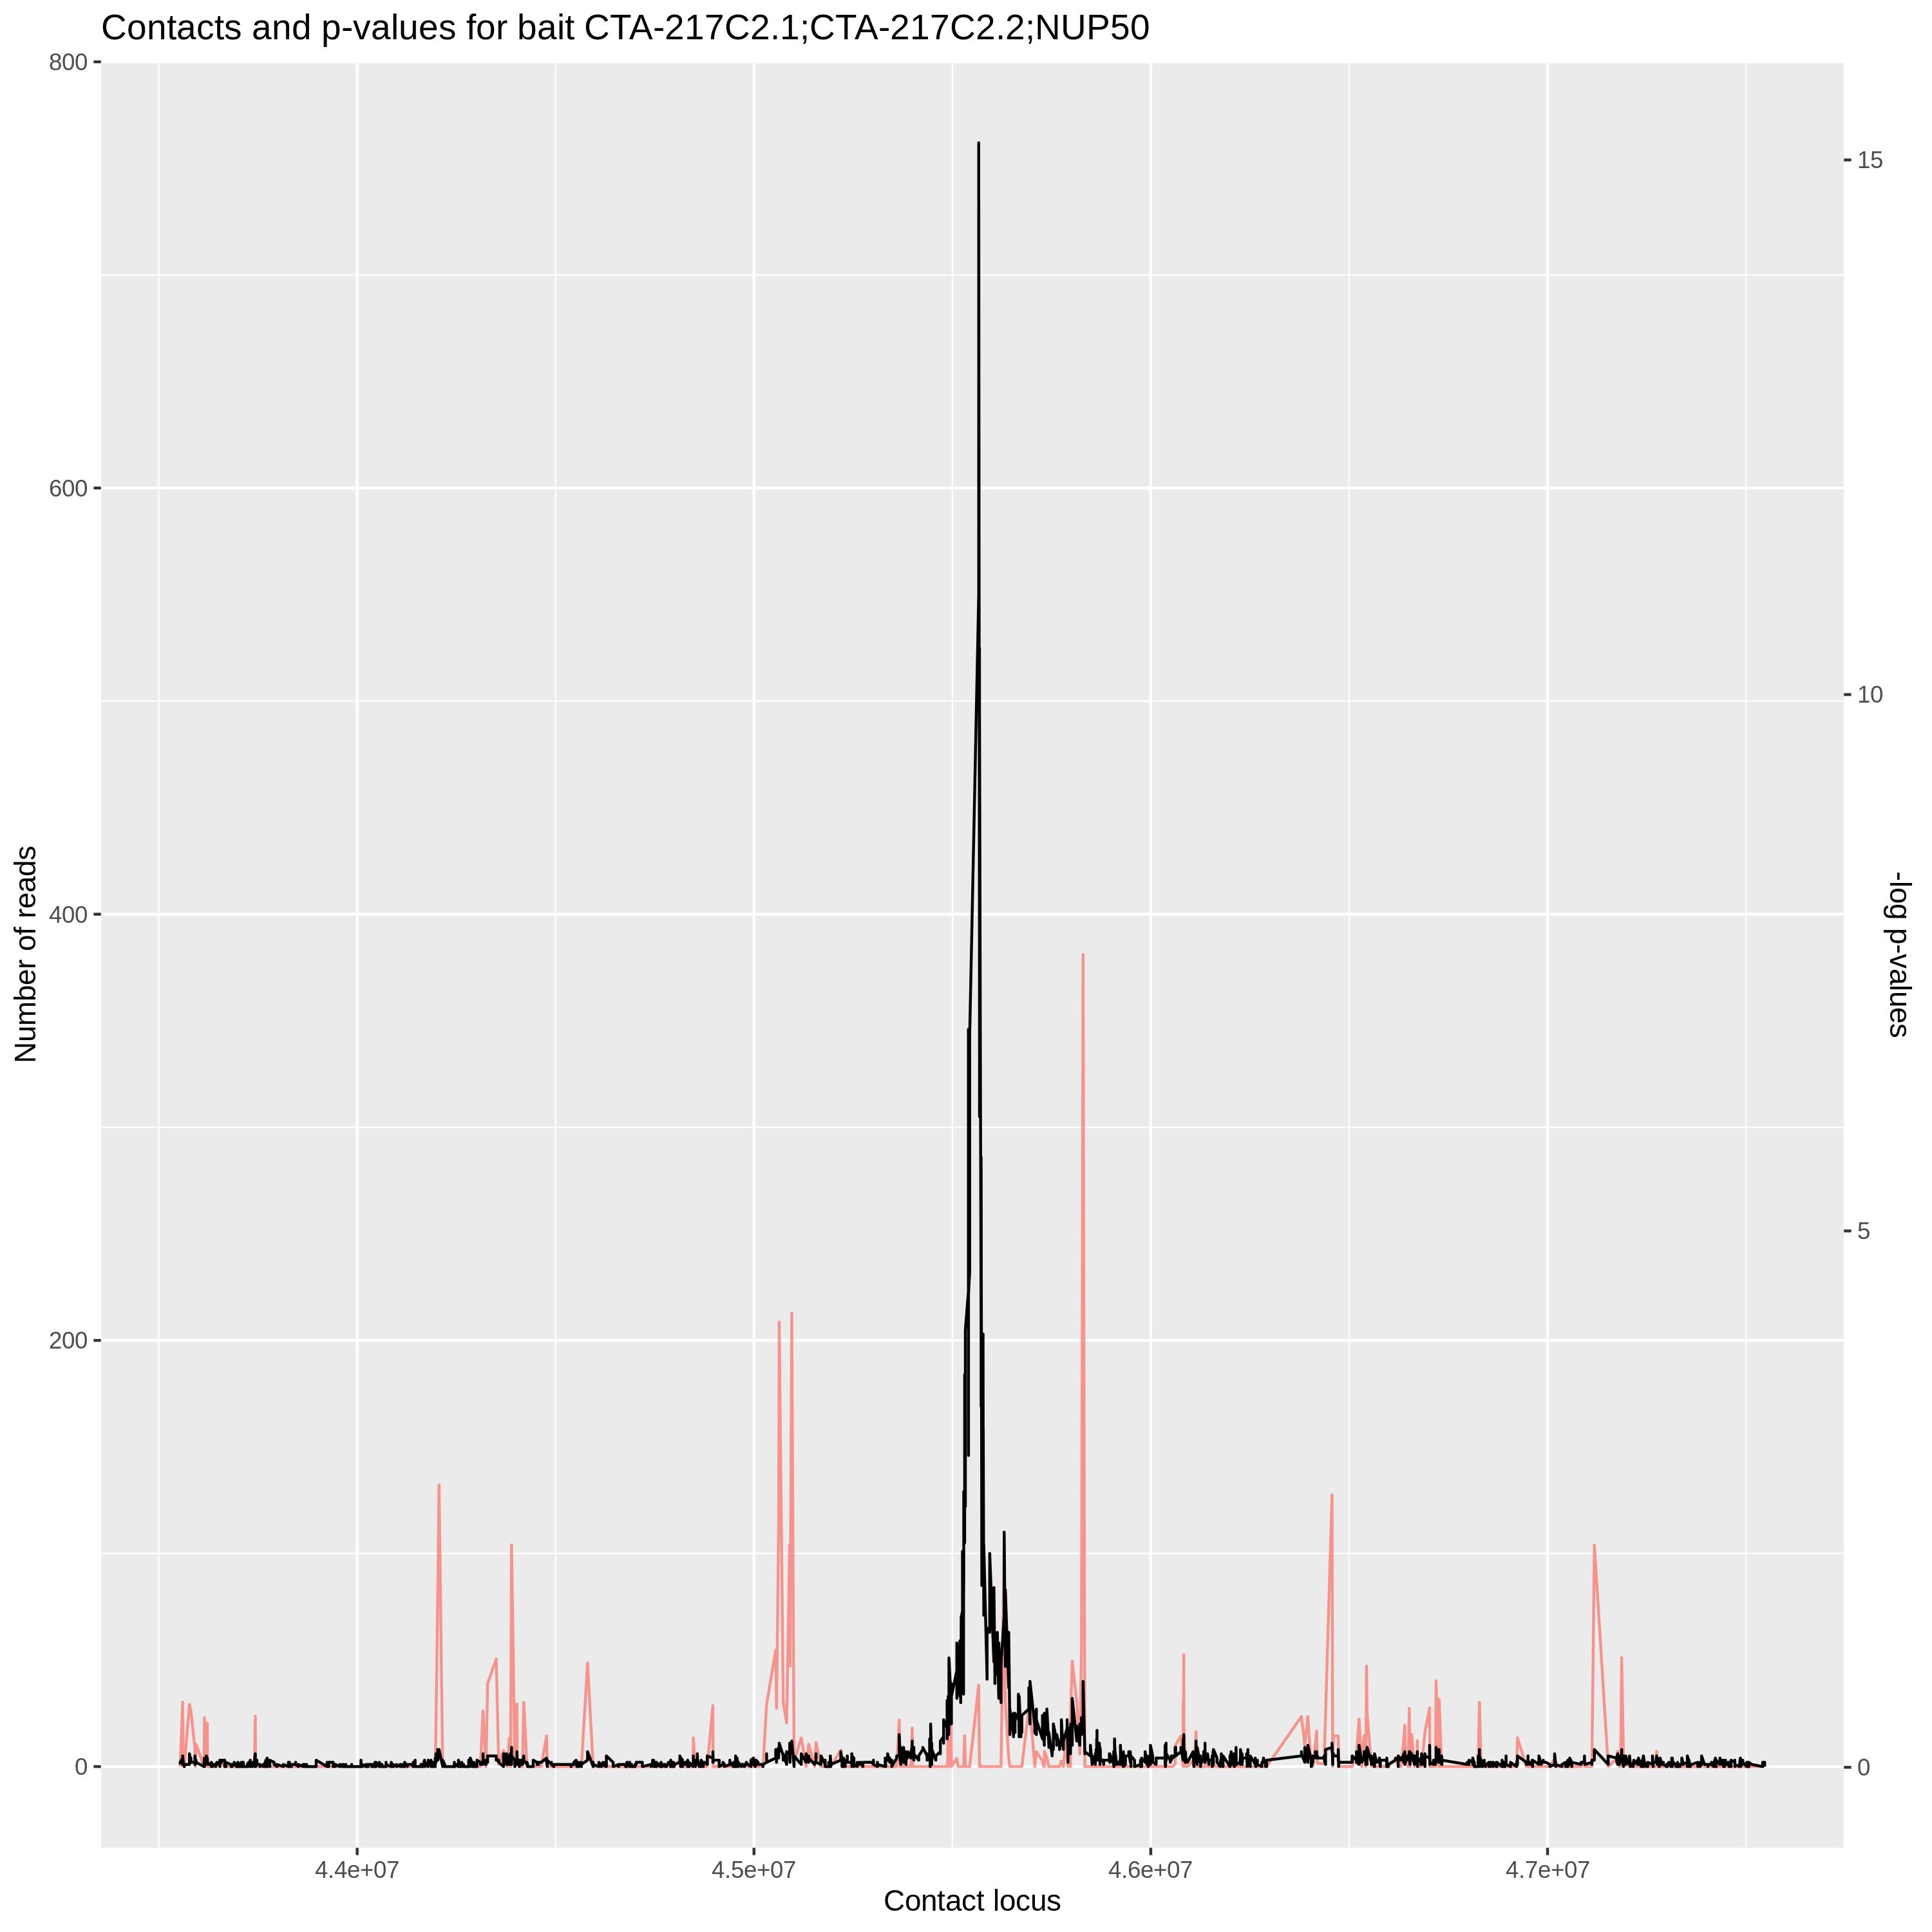 Contacts and p-values for bait CTA-217C2.1;CTA-217C2.2;NUP50
800
600
400
200
0
Number of reads
15
10
5
0
-log p-values
4.4e+07
4.5e+07
4.6e+07
4.7e+07
Contact locus